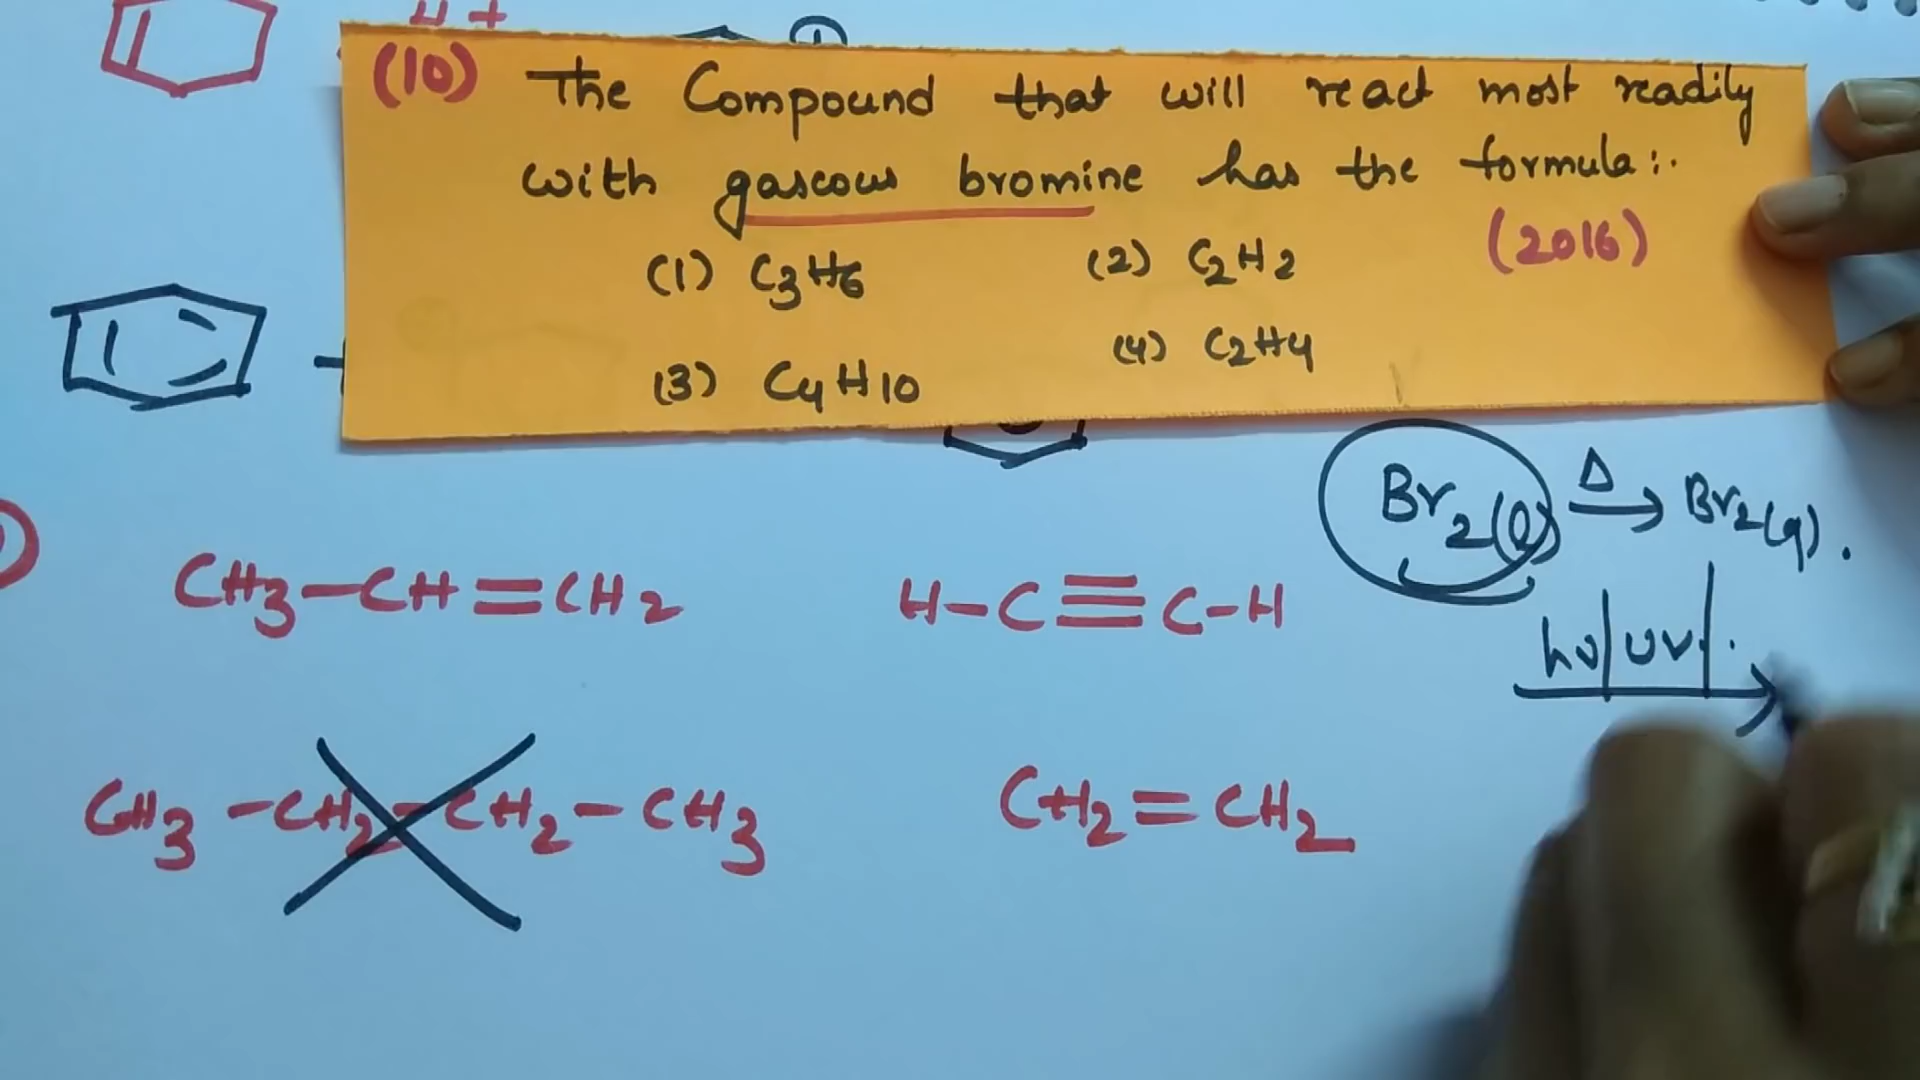 H+
(10) The Compound that will react most readily
with gaseous bromine has the formula:.
(2016)
(1) C3H6 (2) C2H2
(3) C4H10 (4) C2H4
Br2(l) Δ→ Br2(g).
CH3-CH=CH2 H-C≡C-H
hν|UV|.
CH3-CH2-CH2-CH3 CH2=CH2